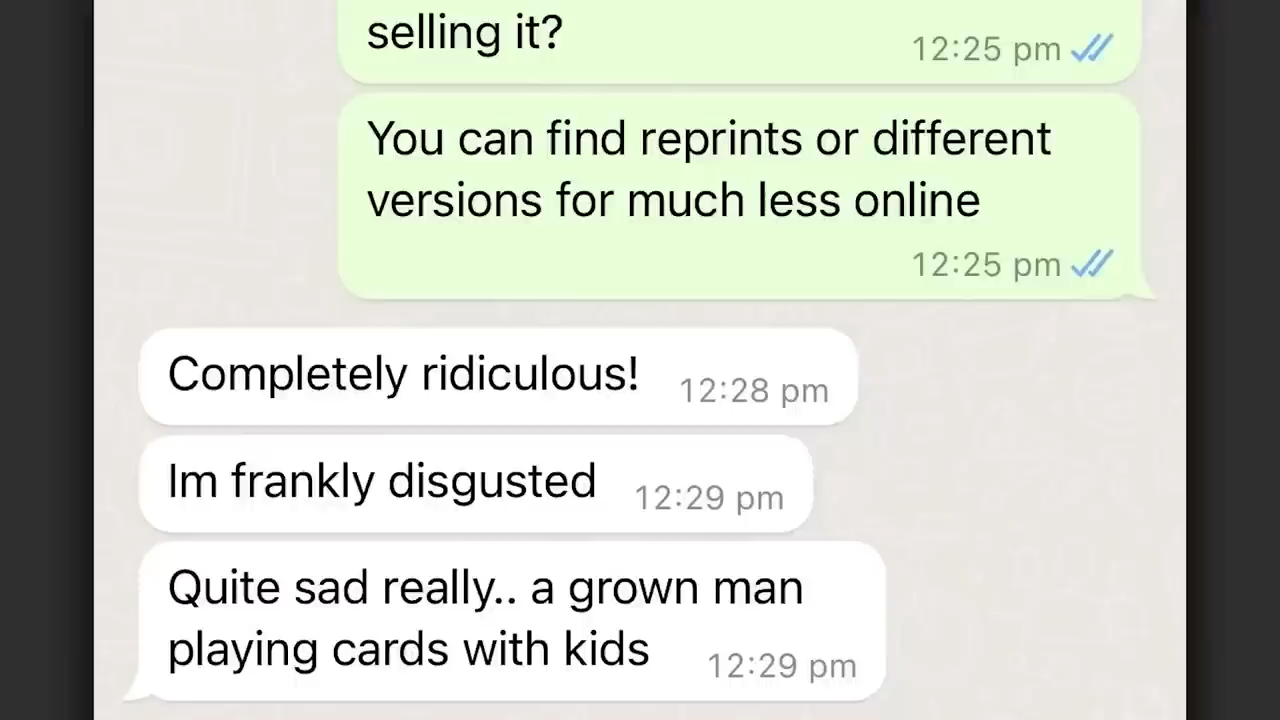 selling it?
12:25 pm
You can find reprints or different
versions for much less online
12:25 pm
Completely ridiculous!
12:28 pm
Im frankly disgusted
12:29 pm
Quite sad really.. a grown man
playing cards with kids
12:29 pm